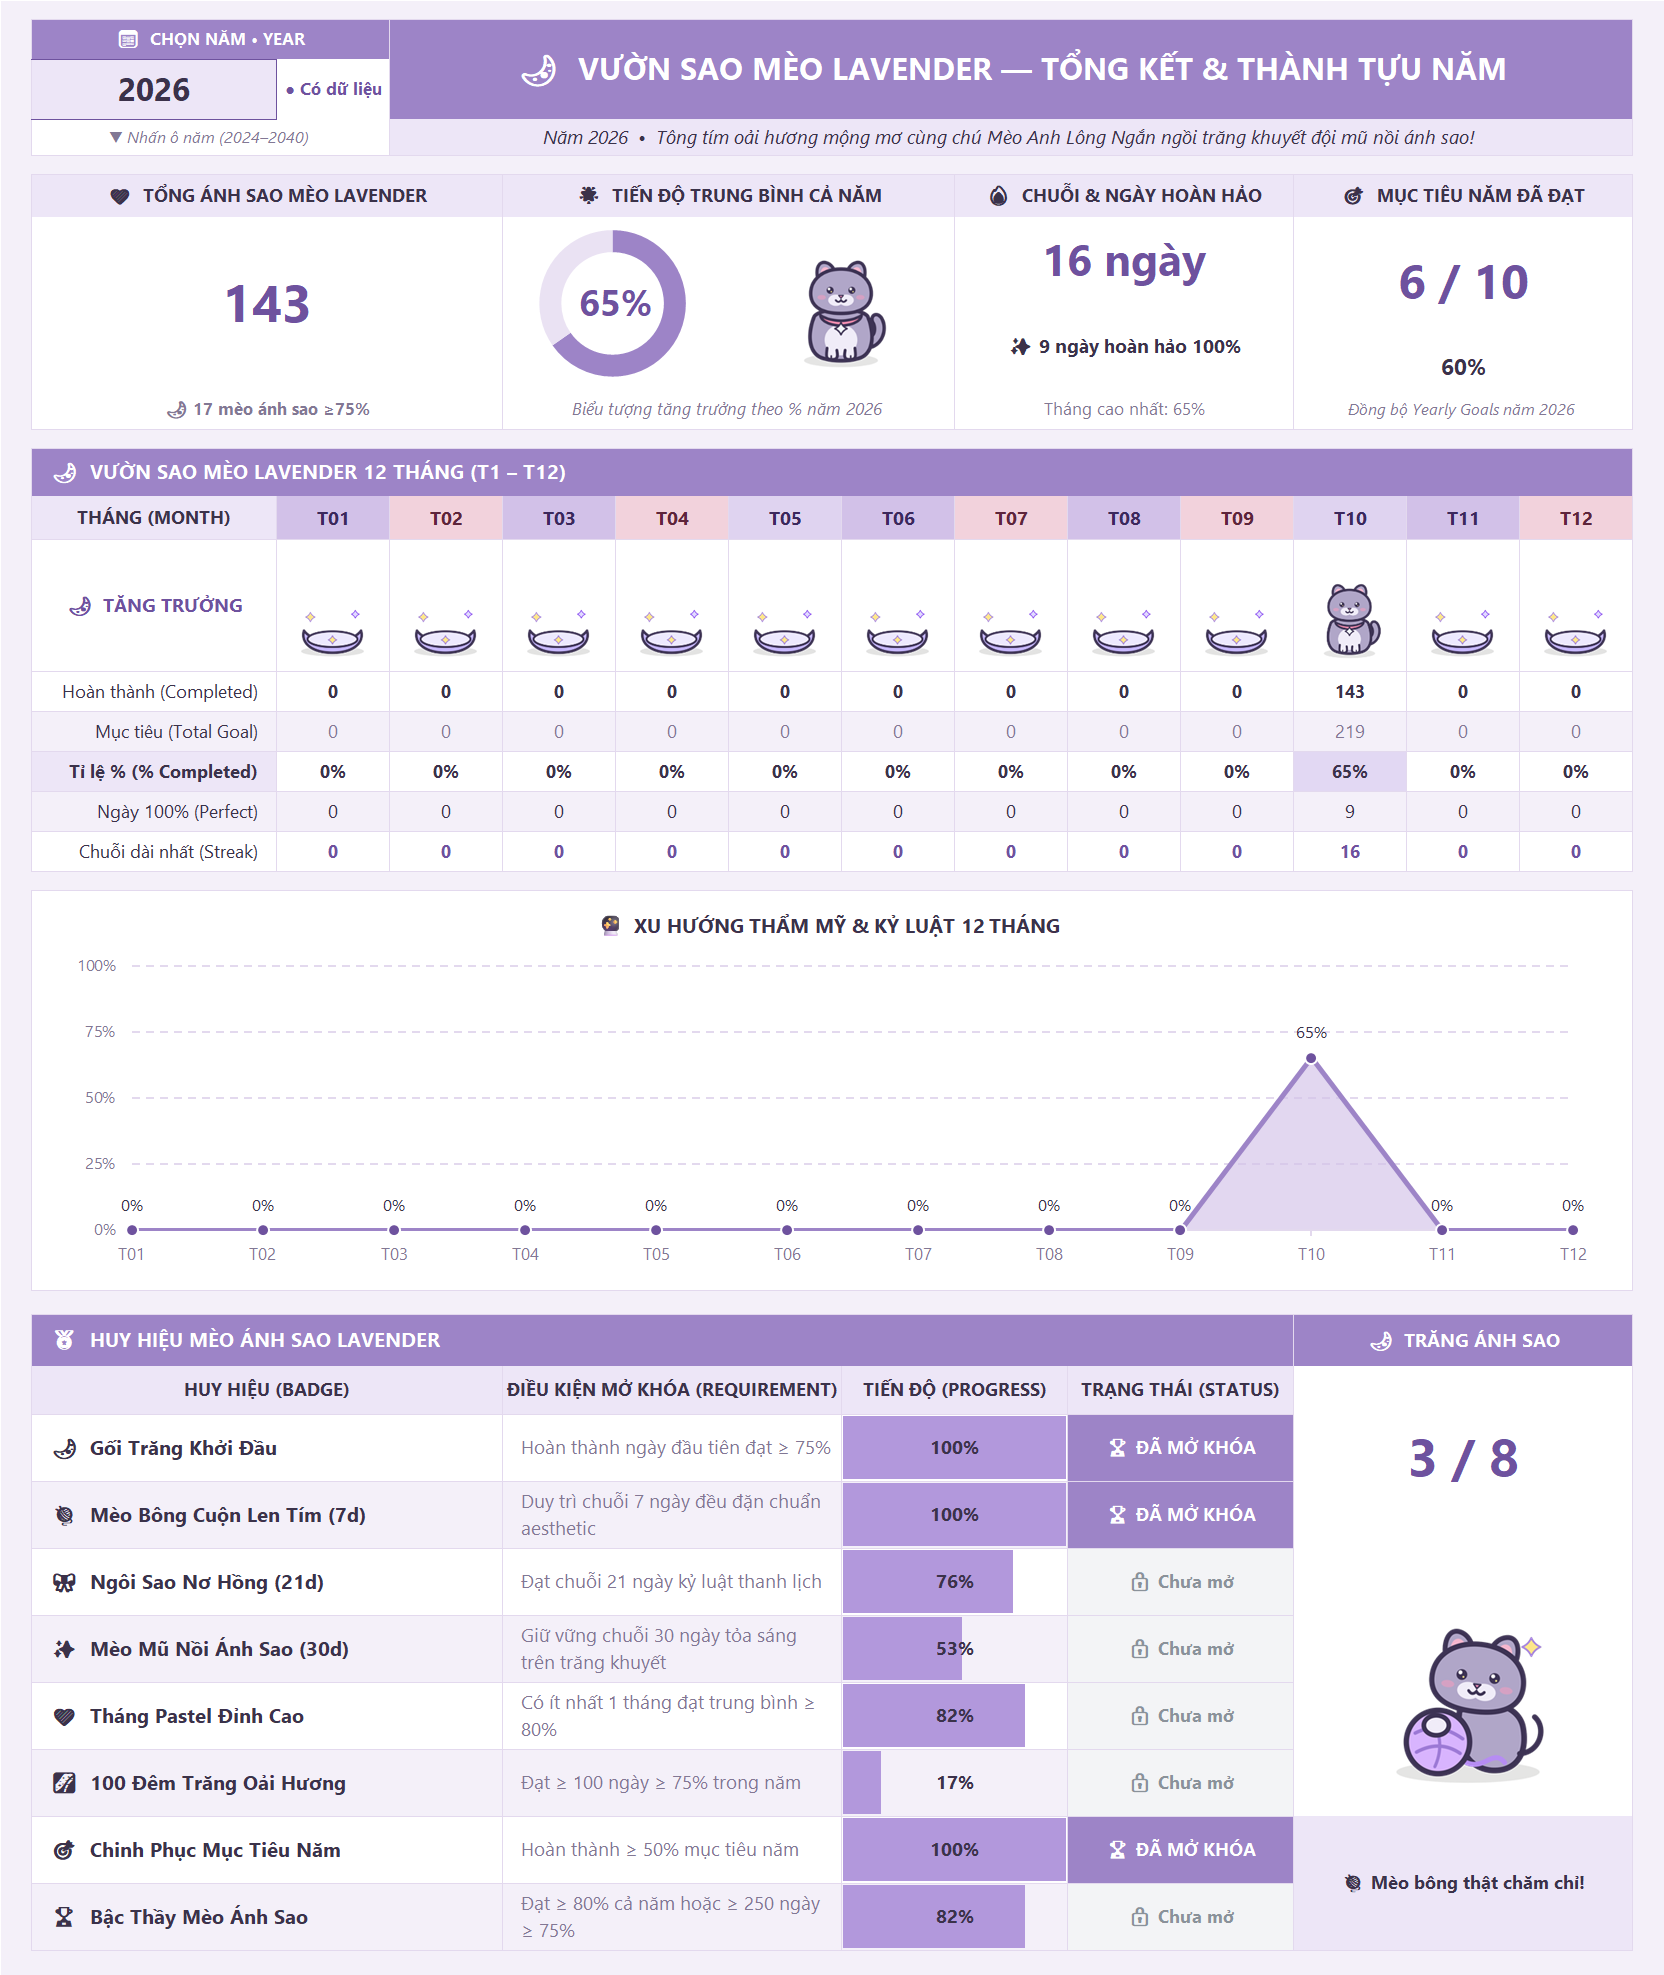 CHỌN NĂM • YEAR
2026
● Có dữ liệu
▼ Nhấn ô năm (2024–2040)
VƯỜN SAO MÈO LAVENDER — TỔNG KẾT & THÀNH TỰU NĂM
Năm 2026 • Tông tím oải hương mộng mơ cùng chú Mèo Anh Lông Ngắn ngồi trăng khuyết đội mũ nồi ánh sao!
TỔNG ÁNH SAO MÈO LAVENDER
143
17 mèo ánh sao ≥75%
TIẾN ĐỘ TRUNG BÌNH CẢ NĂM
65%
Biểu tượng tăng trưởng theo % năm 2026
CHUỖI & NGÀY HOÀN HẢO
16 ngày
9 ngày hoàn hảo 100%
Tháng cao nhất: 65%
MỤC TIÊU NĂM ĐÃ ĐẠT
6 / 10
60%
Đồng bộ Yearly Goals năm 2026
VƯỜN SAO MÈO LAVENDER 12 THÁNG (T1 – T12)
THÁNG (MONTH) T01 T02 T03 T04 T05 T06 T07 T08 T09 T10 T11 T12
TĂNG TRƯỞNG
Hoàn thành (Completed) 0 0 0 0 0 0 0 0 0 143 0 0
Mục tiêu (Total Goal) 0 0 0 0 0 0 0 0 0 219 0 0
Tỉ lệ % (% Completed) 0% 0% 0% 0% 0% 0% 0% 0% 0% 65% 0% 0%
Ngày 100% (Perfect) 0 0 0 0 0 0 0 0 0 9 0 0
Chuỗi dài nhất (Streak) 0 0 0 0 0 0 0 0 0 16 0 0
XU HƯỚNG THẨM MỸ & KỶ LUẬT 12 THÁNG
100%
75%
65%
50%
25%
0% 0% 0% 0% 0% 0% 0% 0% 0% 0% 0%
0%
T01 T02 T03 T04 T05 T06 T07 T08 T09 T10 T11 T12
HUY HIỆU MÈO ÁNH SAO LAVENDER
HUY HIỆU (BADGE) ĐIỀU KIỆN MỞ KHÓA (REQUIREMENT) TIẾN ĐỘ (PROGRESS) TRẠNG THÁI (STATUS)
Gối Trăng Khởi Đầu Hoàn thành ngày đầu tiên đạt ≥ 75% 100% ĐÃ MỞ KHÓA
Mèo Bông Cuộn Len Tím (7d) Duy trì chuỗi 7 ngày đều đặn chuẩn
aesthetic 100% ĐÃ MỞ KHÓA
Ngôi Sao Nơ Hồng (21d) Đạt chuỗi 21 ngày kỷ luật thanh lịch 76% Chưa mở
Mèo Mũ Nồi Ánh Sao (30d) Giữ vững chuỗi 30 ngày tỏa sáng
trên trăng khuyết 53% Chưa mở
Tháng Pastel Đỉnh Cao Có ít nhất 1 tháng đạt trung bình ≥
80% 82% Chưa mở
100 Đêm Trăng Oải Hương Đạt ≥ 100 ngày ≥ 75% trong năm 17% Chưa mở
Chinh Phục Mục Tiêu Năm Hoàn thành ≥ 50% mục tiêu năm 100% ĐÃ MỞ KHÓA
Bậc Thầy Mèo Ánh Sao Đạt ≥ 80% cả năm hoặc ≥ 250 ngày
≥ 75% 82% Chưa mở
TRĂNG ÁNH SAO
3 / 8
Mèo bông thật chăm chỉ!